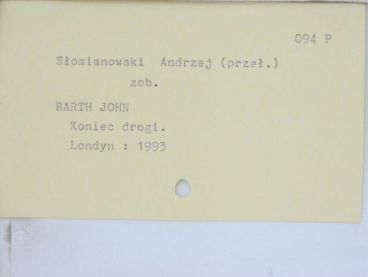 094 P
Słomianowski Andrzej (przeł.)
zob.
BARTH JOHN
Koniec drogi.
Londyn : 1993